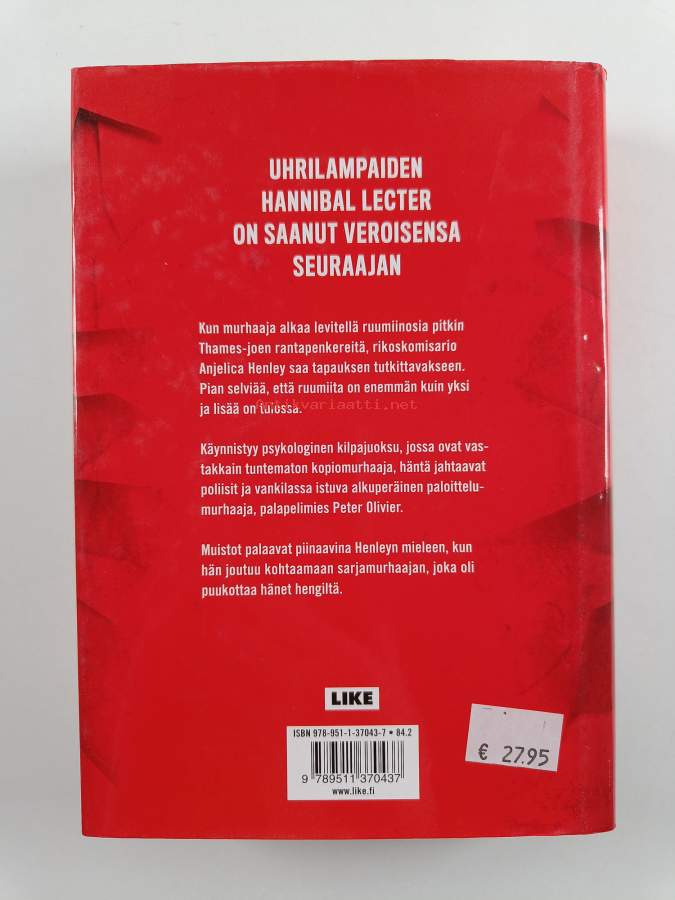 UHRILAMPAIDEN
HANNIBAL LECTER
ON SAANUT VEROISENSA
SEURAAJAN
Kun murhaaja alkaa levitellä ruumiinosia pitkin
Thames-joen rantapenkereitä, rikoskomisario
Anjelica Henley saa tapauksen tutkittavakseen.
Pian selviää, että ruumiita on enemmän kuin yksi
ja lisää on tulossa.
Antikvariaatti.net
Käynnistyy psykologinen kilpajuoksu, jossa ovat vas-
takkain tuntematon kopiomurhaaja, häntä jahtaavat
poliisit ja vankilassa istuva alkuperäinen paloittelu-
murhaaja, palapelimies Peter Olivier.
Muistot palaavat piinaavina Henleyn mieleen, kun
hän joutuu kohtaamaan sarjamurhaajan, joka oli
puukottaa hänet hengiltä.
LIKE
ISBN 978-951-1-37043-7 • 84.2
9 789511 370437
www.like.fi
€ 27.95